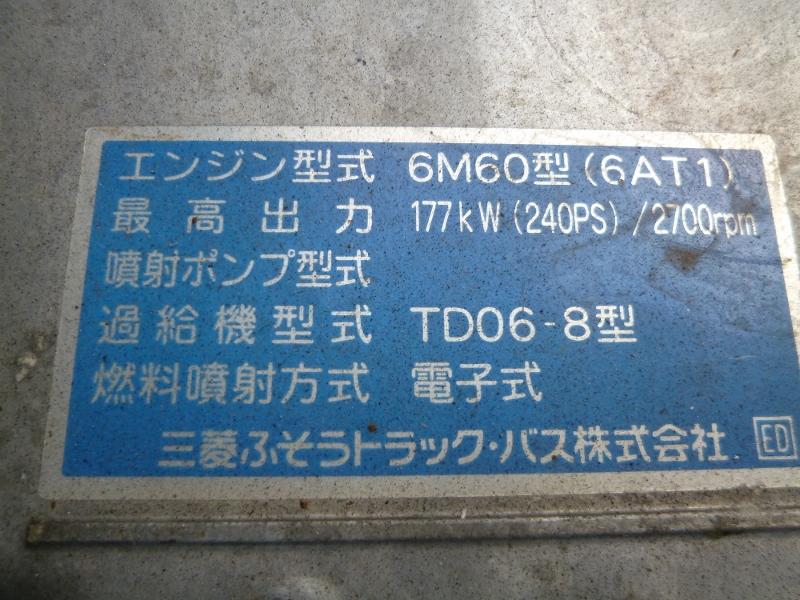 エンジン型式 6M60型(6AT1)
最高出力 177kW(240PS)/2700rpm
噴射ポンプ型式
過給機型式 TD06-8型
燃料噴射方式 電子式
三菱ふそうトラック・バス株式会社 ED